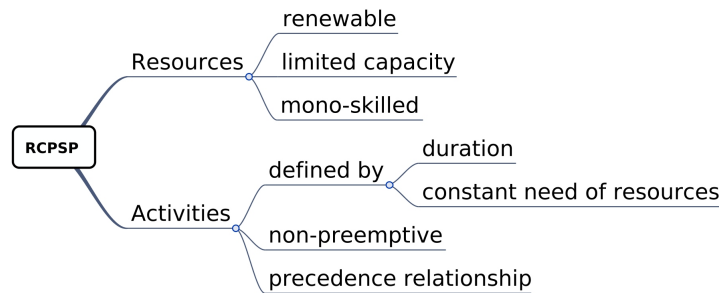 RCPSP
Resources
renewable
limited capacity
mono-skilled
Activities
defined by
duration
constant need of resources
non-preemptive
precedence relationship